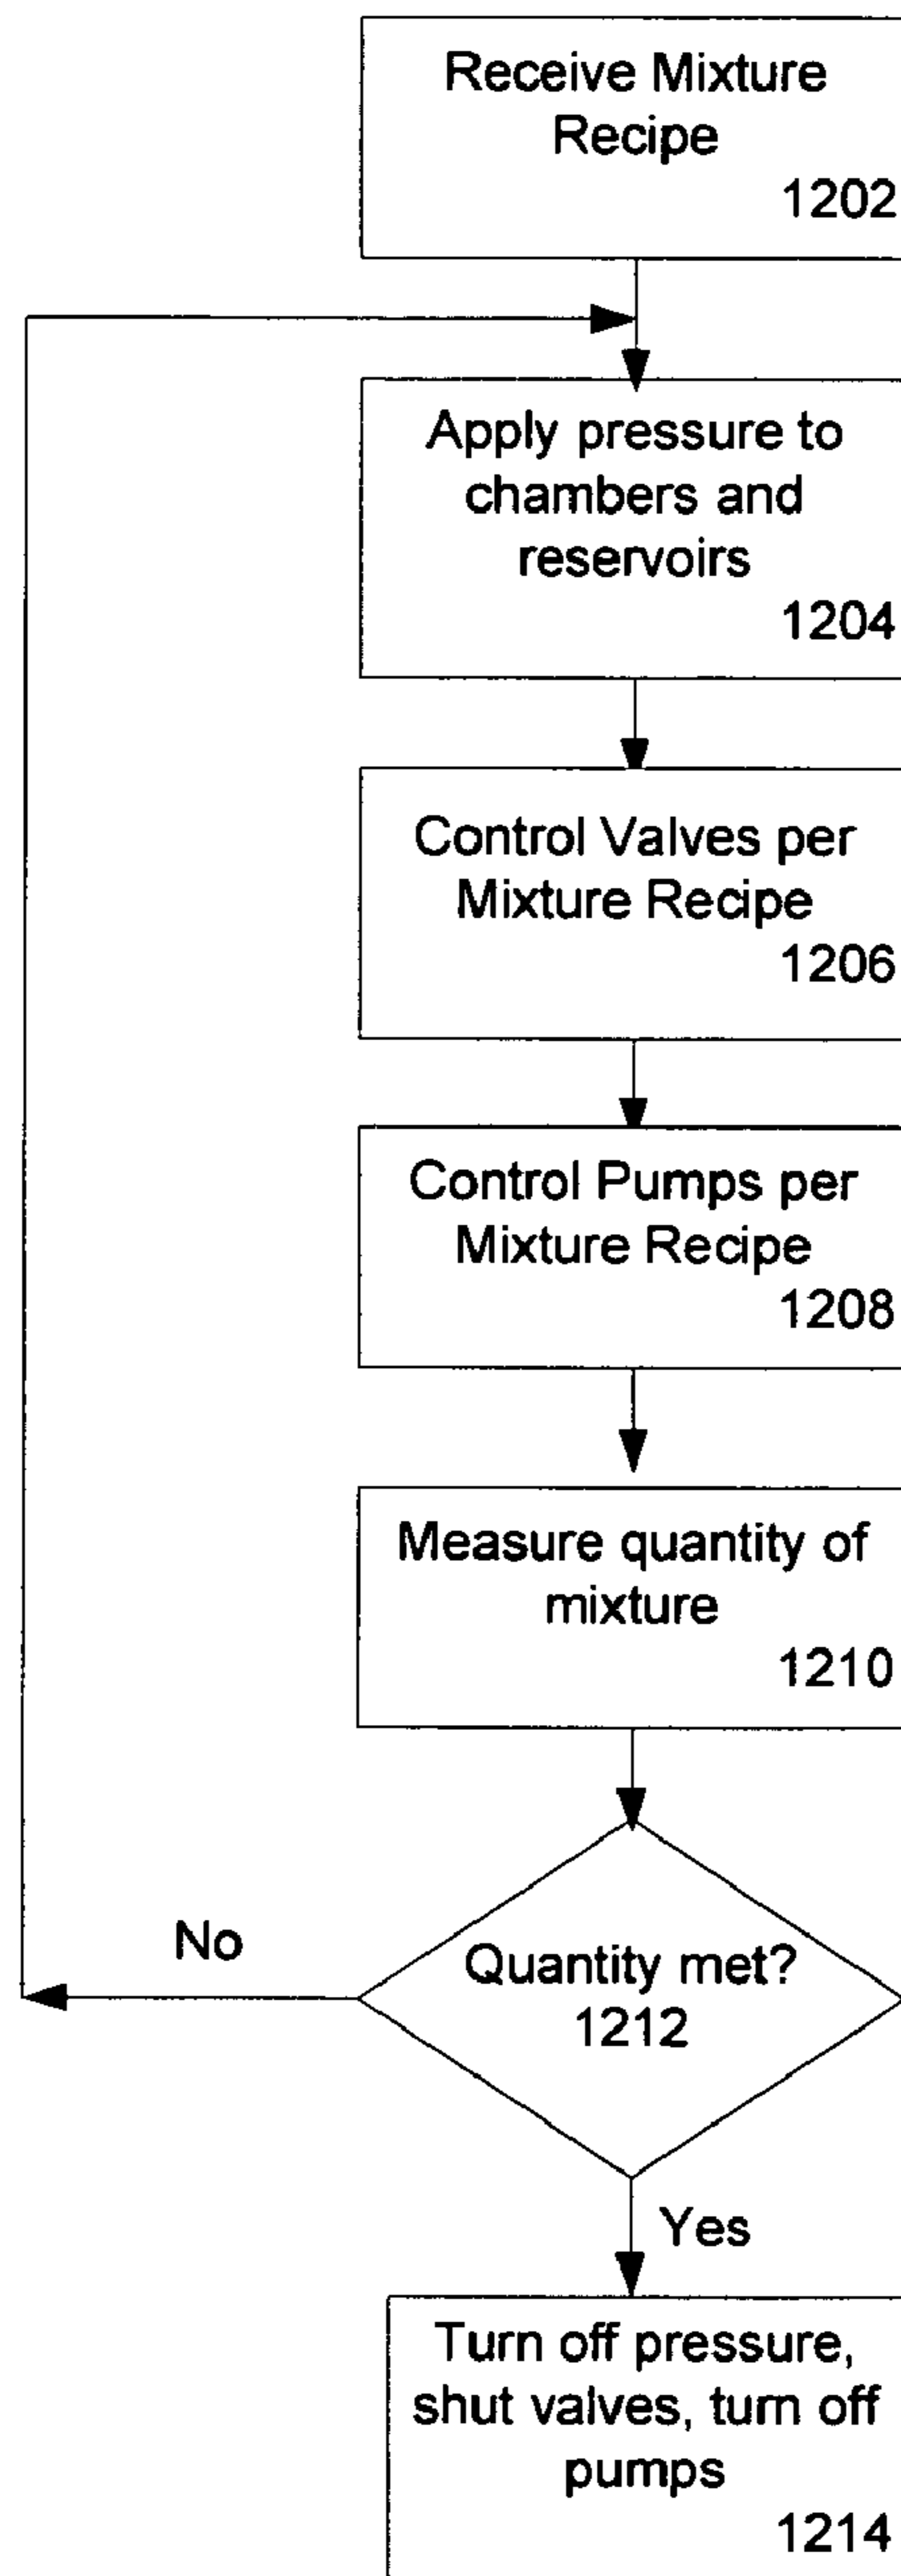 Receive Mixture
Recipe
1202
Apply pressure to
chambers and
reservoirs
1204
Control Valves per
Mixture Recipe
1206
Control Pumps per
Mixture Recipe
1208
Measure quantity of
mixture
1210
No
Quantity met?
1212
Yes
Turn off pressure,
shut valves, turn off
pumps
1214